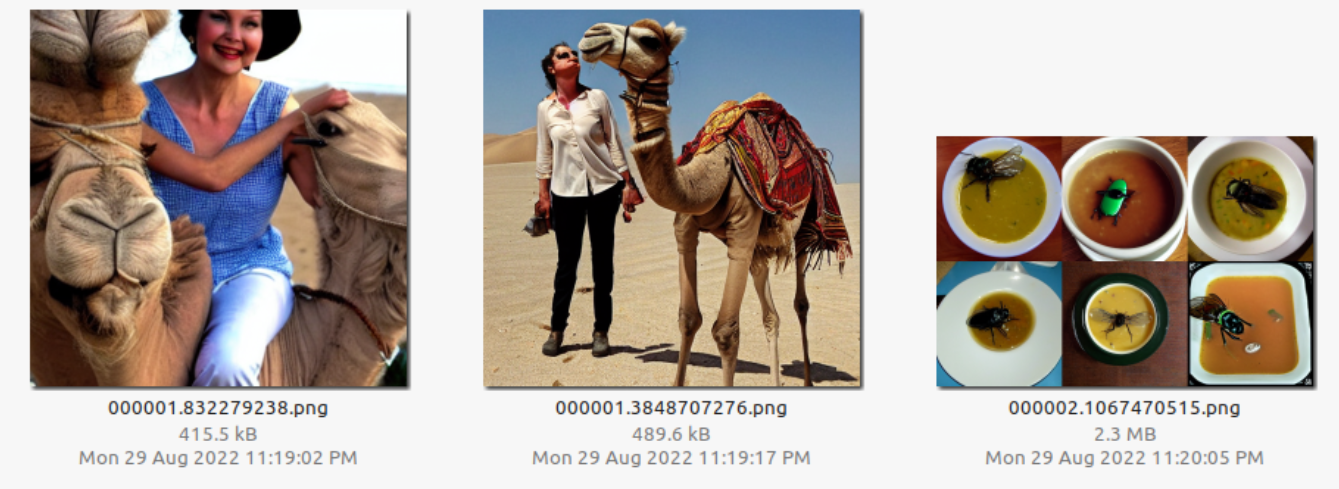 000001.832279238.png
415.5 kB
Mon 29 Aug 2022 11:19:02 PM
000001.3848707276.png
489.6 kB
Mon 29 Aug 2022 11:19:17 PM
000002.1067470515.png
2.3 MB
Mon 29 Aug 2022 11:20:05 PM